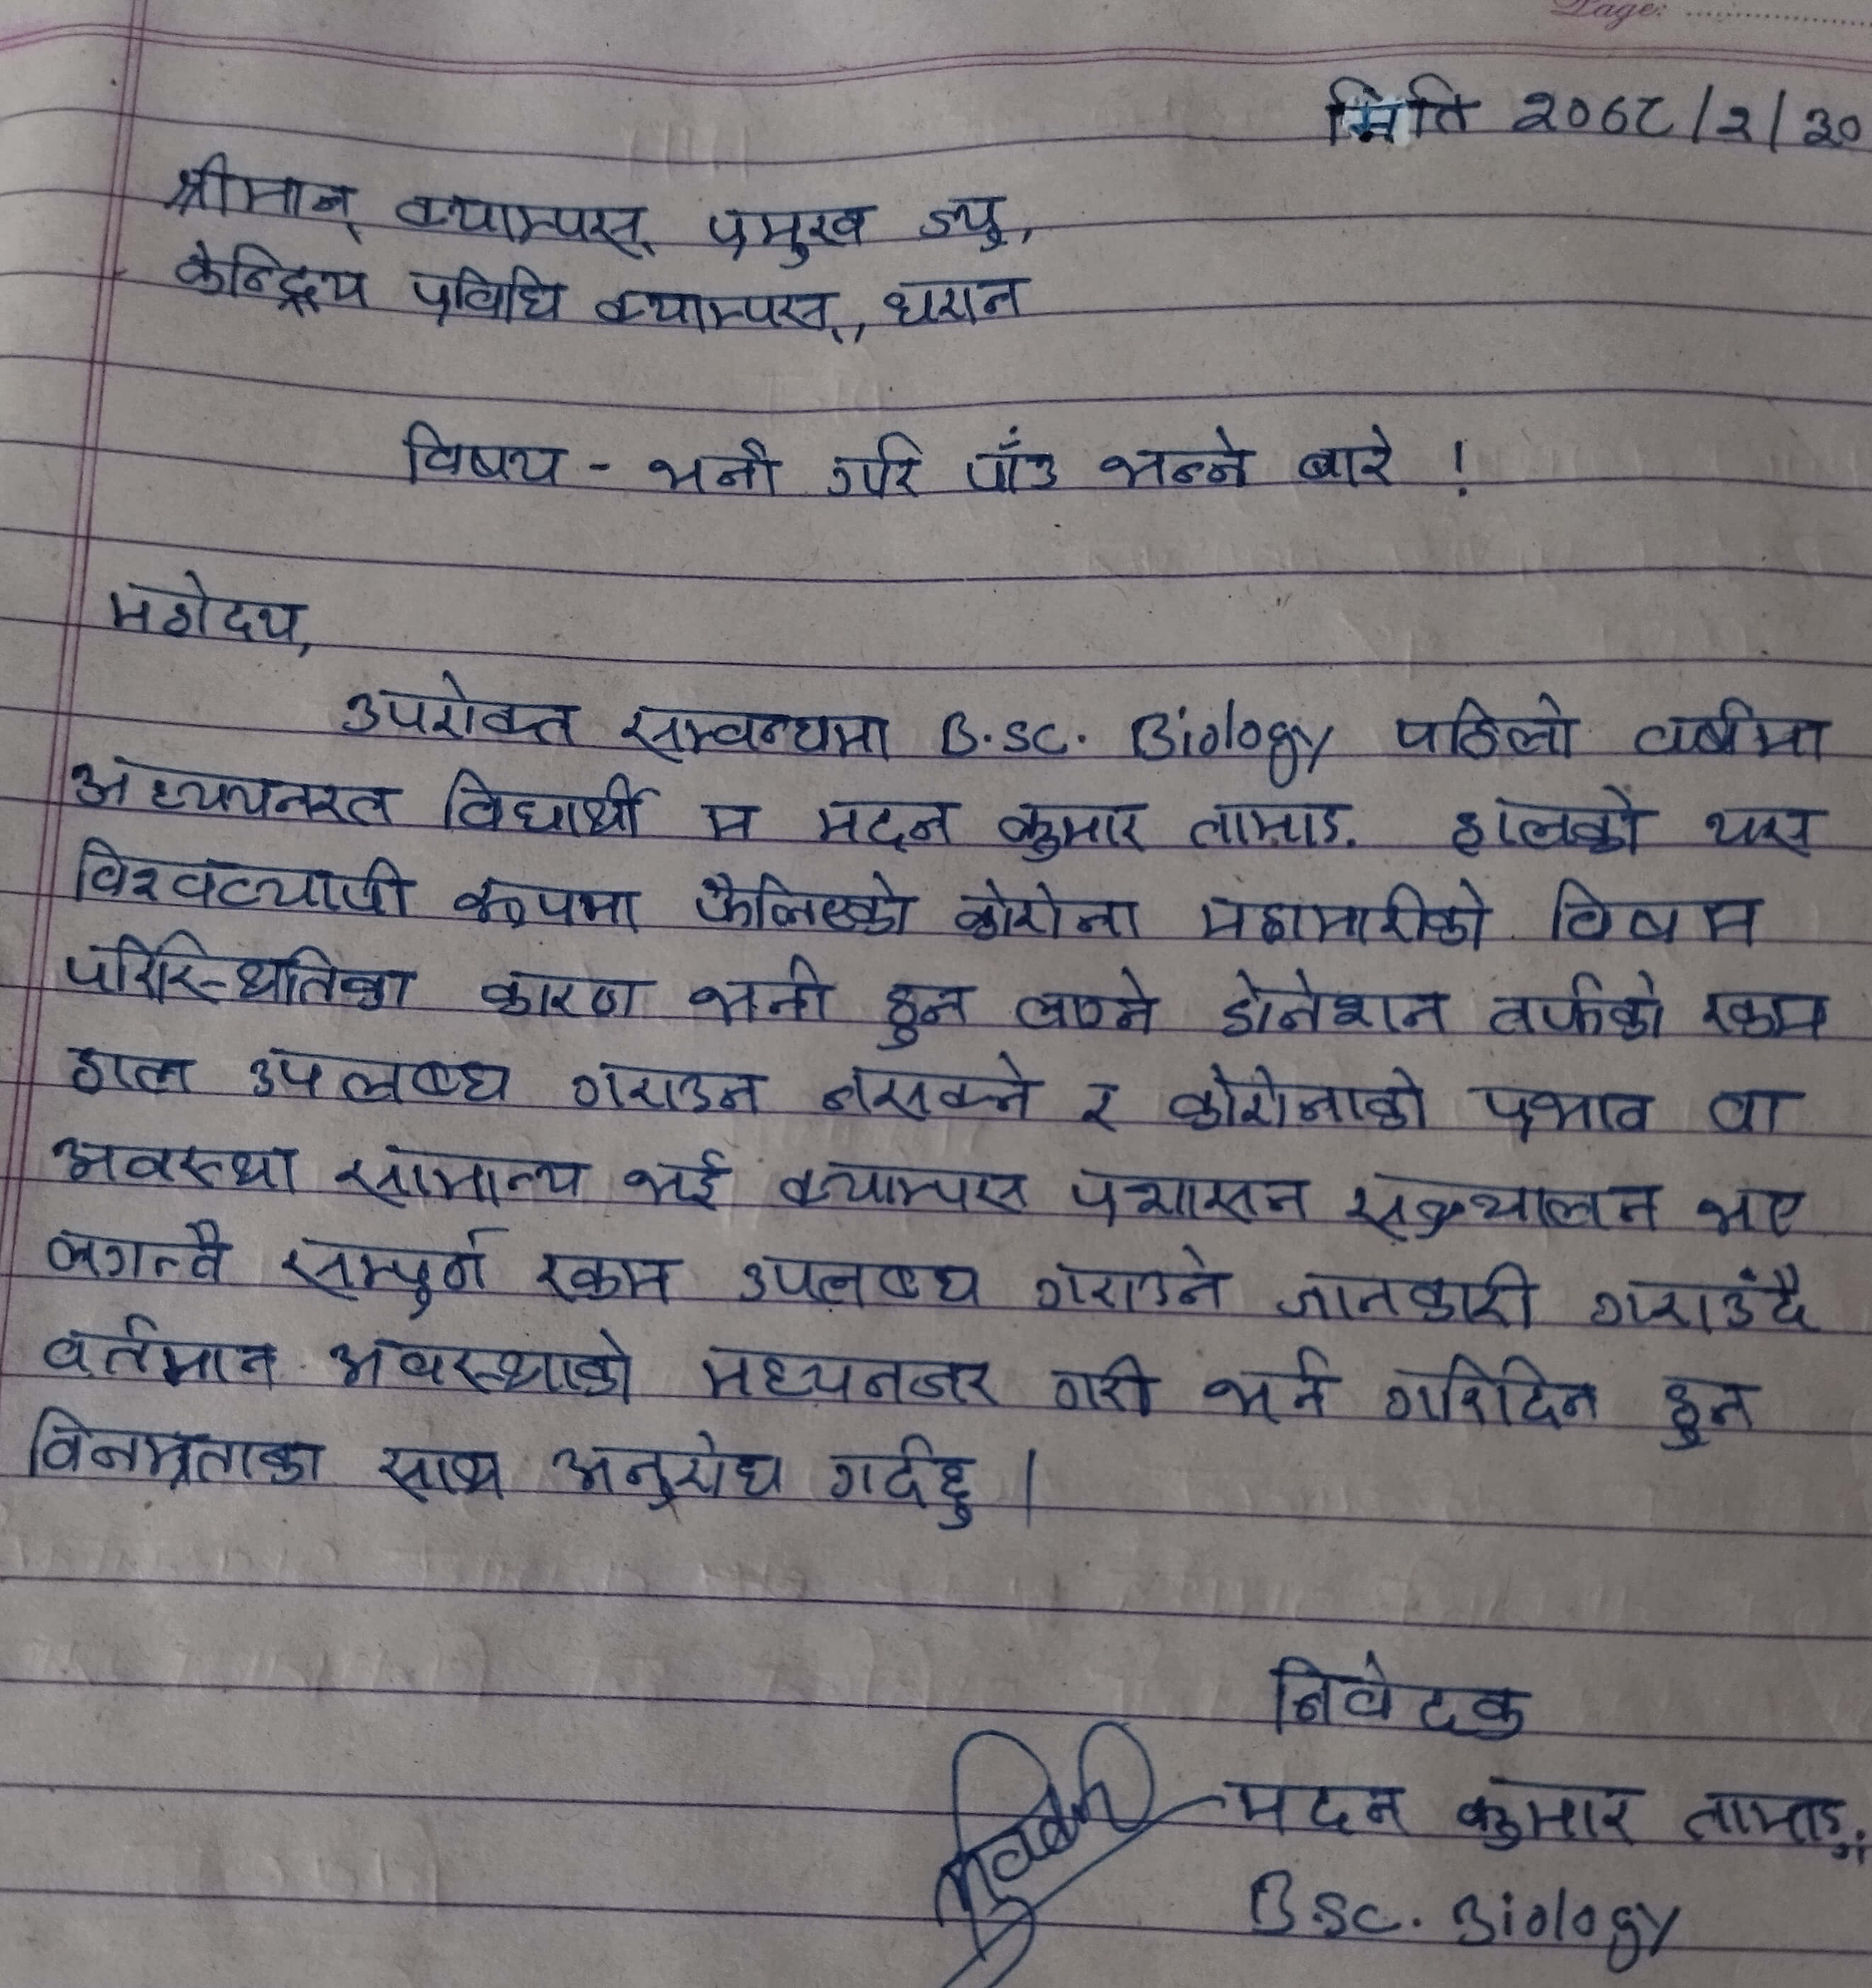 Page:
मिति २०७८/२/३०
श्रीमान् क्याम्पस् प्रमुख ज्यु,
केन्द्रिय प्रविधि क्याम्पस्, धरान
विषय - भर्ना गरि पाँउ भन्ने बारे !
महोदय,
उपरोक्त सम्वन्धमा B.sc. Biology पहिलो वर्षमा
अध्ययनरत विद्यार्थी म मदन कुमार तामाङ. हालको यस
विश्वव्यापी रूपमा फैलिएको कोरोना महामारीको विषम
परिस्थितिका कारण भर्ना हुन लाग्ने डोनेशन तर्फको रकम
हाल उपलब्ध गराउन नसक्ने र कोरोनाको प्रभाव वा
अवस्था सामान्य भई क्याम्पस प्रशासन सञ्चालन भए
लगत्तै सम्पुर्न रकम उपलब्ध गराउने जानकारी गराउंदै
वर्तमान अवस्थाको मध्यनजर गरी भर्न गरिदिन हुन
विनम्रताका साथ अनुरोध गर्दछु ।
निवेदक
मदन कुमार तामाङ
B.sc. Biology